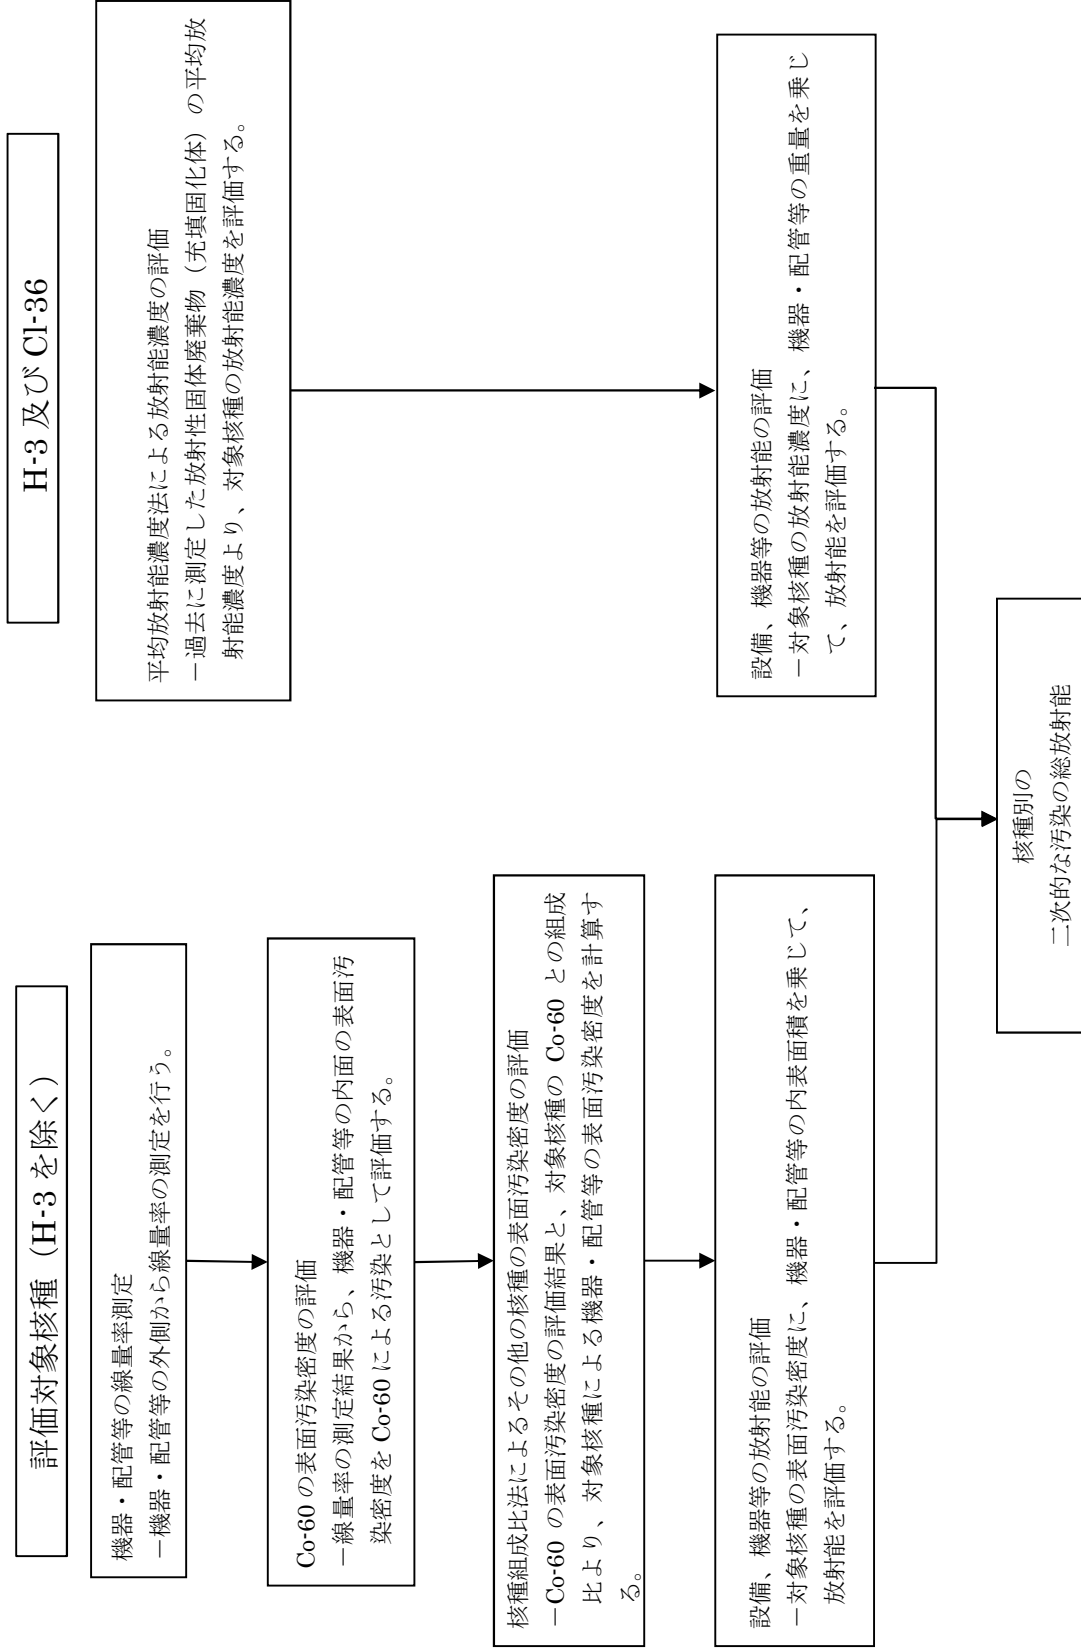 評価対象核種（H-3 を除く）
機器・配管等の線量率測定
－機器・配管等の外側から線量率の測定を行う。
Co-60 の表面汚染密度の評価
－線量率の測定結果から、機器・配管等の内面の表面汚
染密度を Co-60 による汚染として評価する。
核種組成比法によるその他の核種の表面汚染密度の評価
－Co-60 の表面汚染密度の評価結果と、対象核種の Co-60 との組成
比より、対象核種による機器・配管等の表面汚染密度を計算す
る。
設備、機器等の放射能の評価
－対象核種の表面汚染密度に、機器・配管等の内表面積を乗じて、
放射能を評価する。
H-3 及び Cl-36
平均放射能濃度法による放射能濃度の評価
－過去に測定した放射性固体廃棄物（充填固化体）の平均放
射能濃度より、対象核種の放射能濃度を評価する。
設備、機器等の放射能の評価
－対象核種の放射能濃度に、機器・配管等の重量を乗じ
て、放射能を評価する。
核種別の
二次的な汚染の総放射能